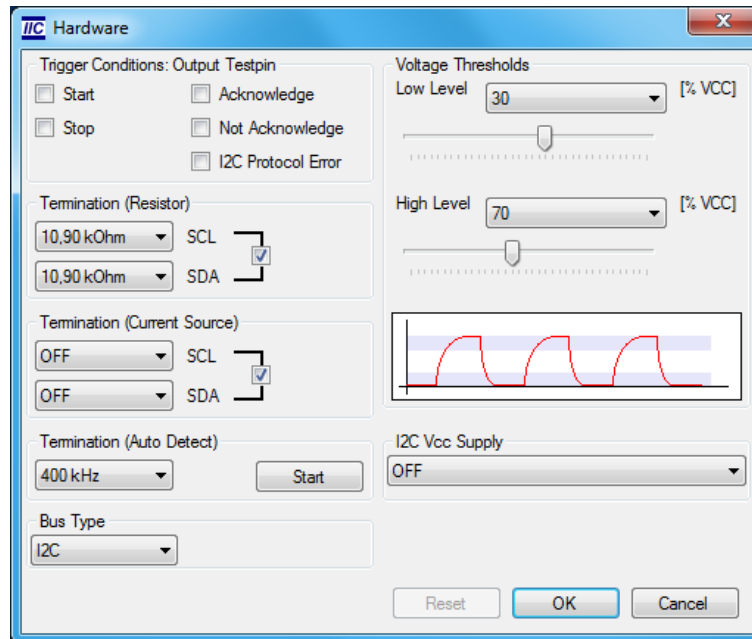 IIC Hardware
X
Trigger Conditions: Output Testpin
Start
Acknowledge
Stop
Not Acknowledge
I2C Protocol Error
Termination (Resistor)
10,90 kOhm SCL
10,90 kOhm SDA
Termination (Current Source)
OFF SCL
OFF SDA
Termination (Auto Detect)
400 kHz Start
Bus Type
I2C
Voltage Thresholds
Low Level 30 [% VCC]
High Level 70 [% VCC]
I2C Vcc Supply
OFF
Reset OK Cancel